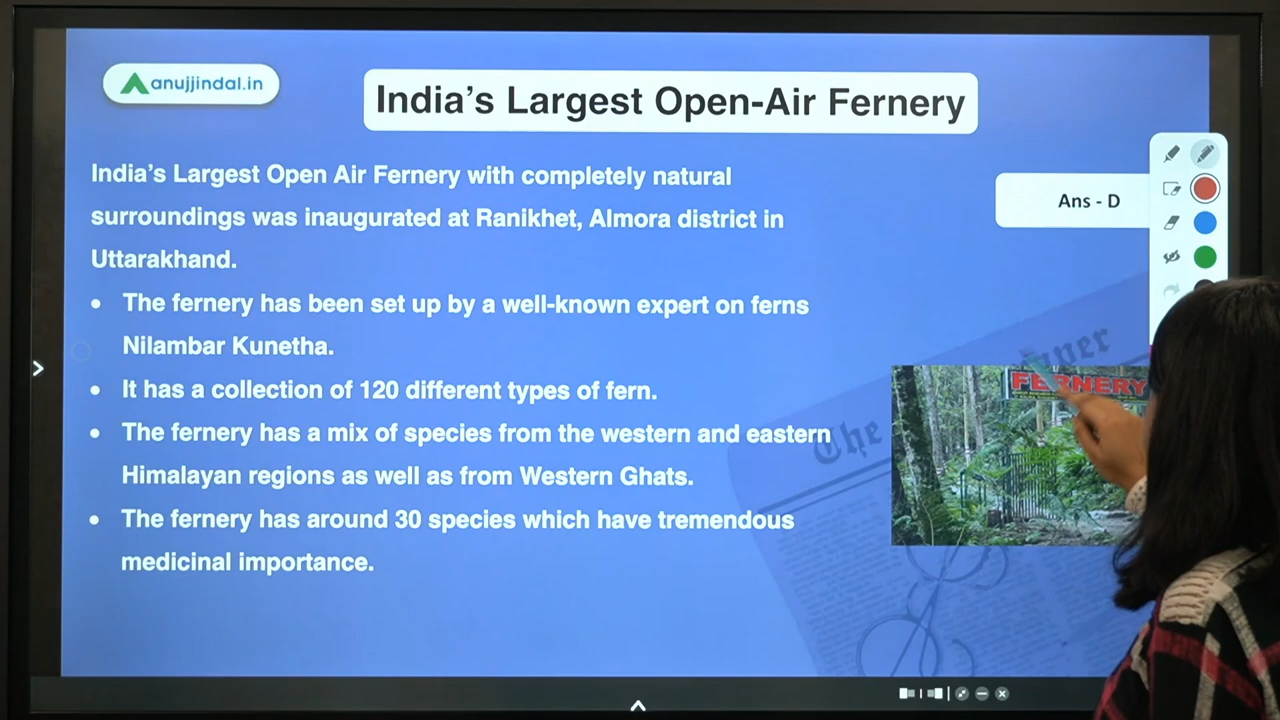 anujjindal.in
India's Largest Open-Air Fernery
India's Largest Open Air Fernery with completely natural
surroundings was inaugurated at Ranikhet, Almora district in
Uttarakhand.
Ans - D
• The fernery has been set up by a well-known expert on ferns
Nilambar Kunetha.
• It has a collection of 120 different types of fern.
• The fernery has a mix of species from the western and eastern
Himalayan regions as well as from Western Ghats.
• The fernery has around 30 species which have tremendous
medicinal importance.
The
FERNERY